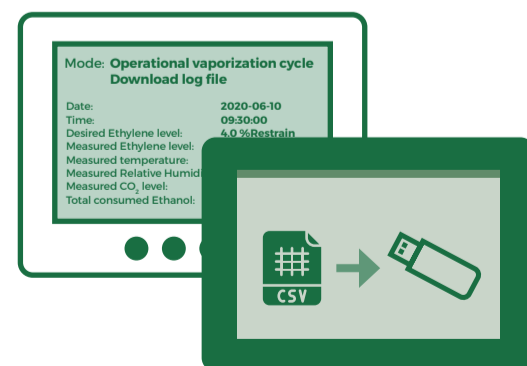 Mode: Operational vaporization cycle
Download log file
Date: 2020-06-10
Time: 09:30:00
Desired Ethylene level: 4.0 %Restrain
Measured Ethylene level:
Measured temperature:
Measured Relative Humidi
Measured CO₂ level:
Total consumed Ethanol:
CSV